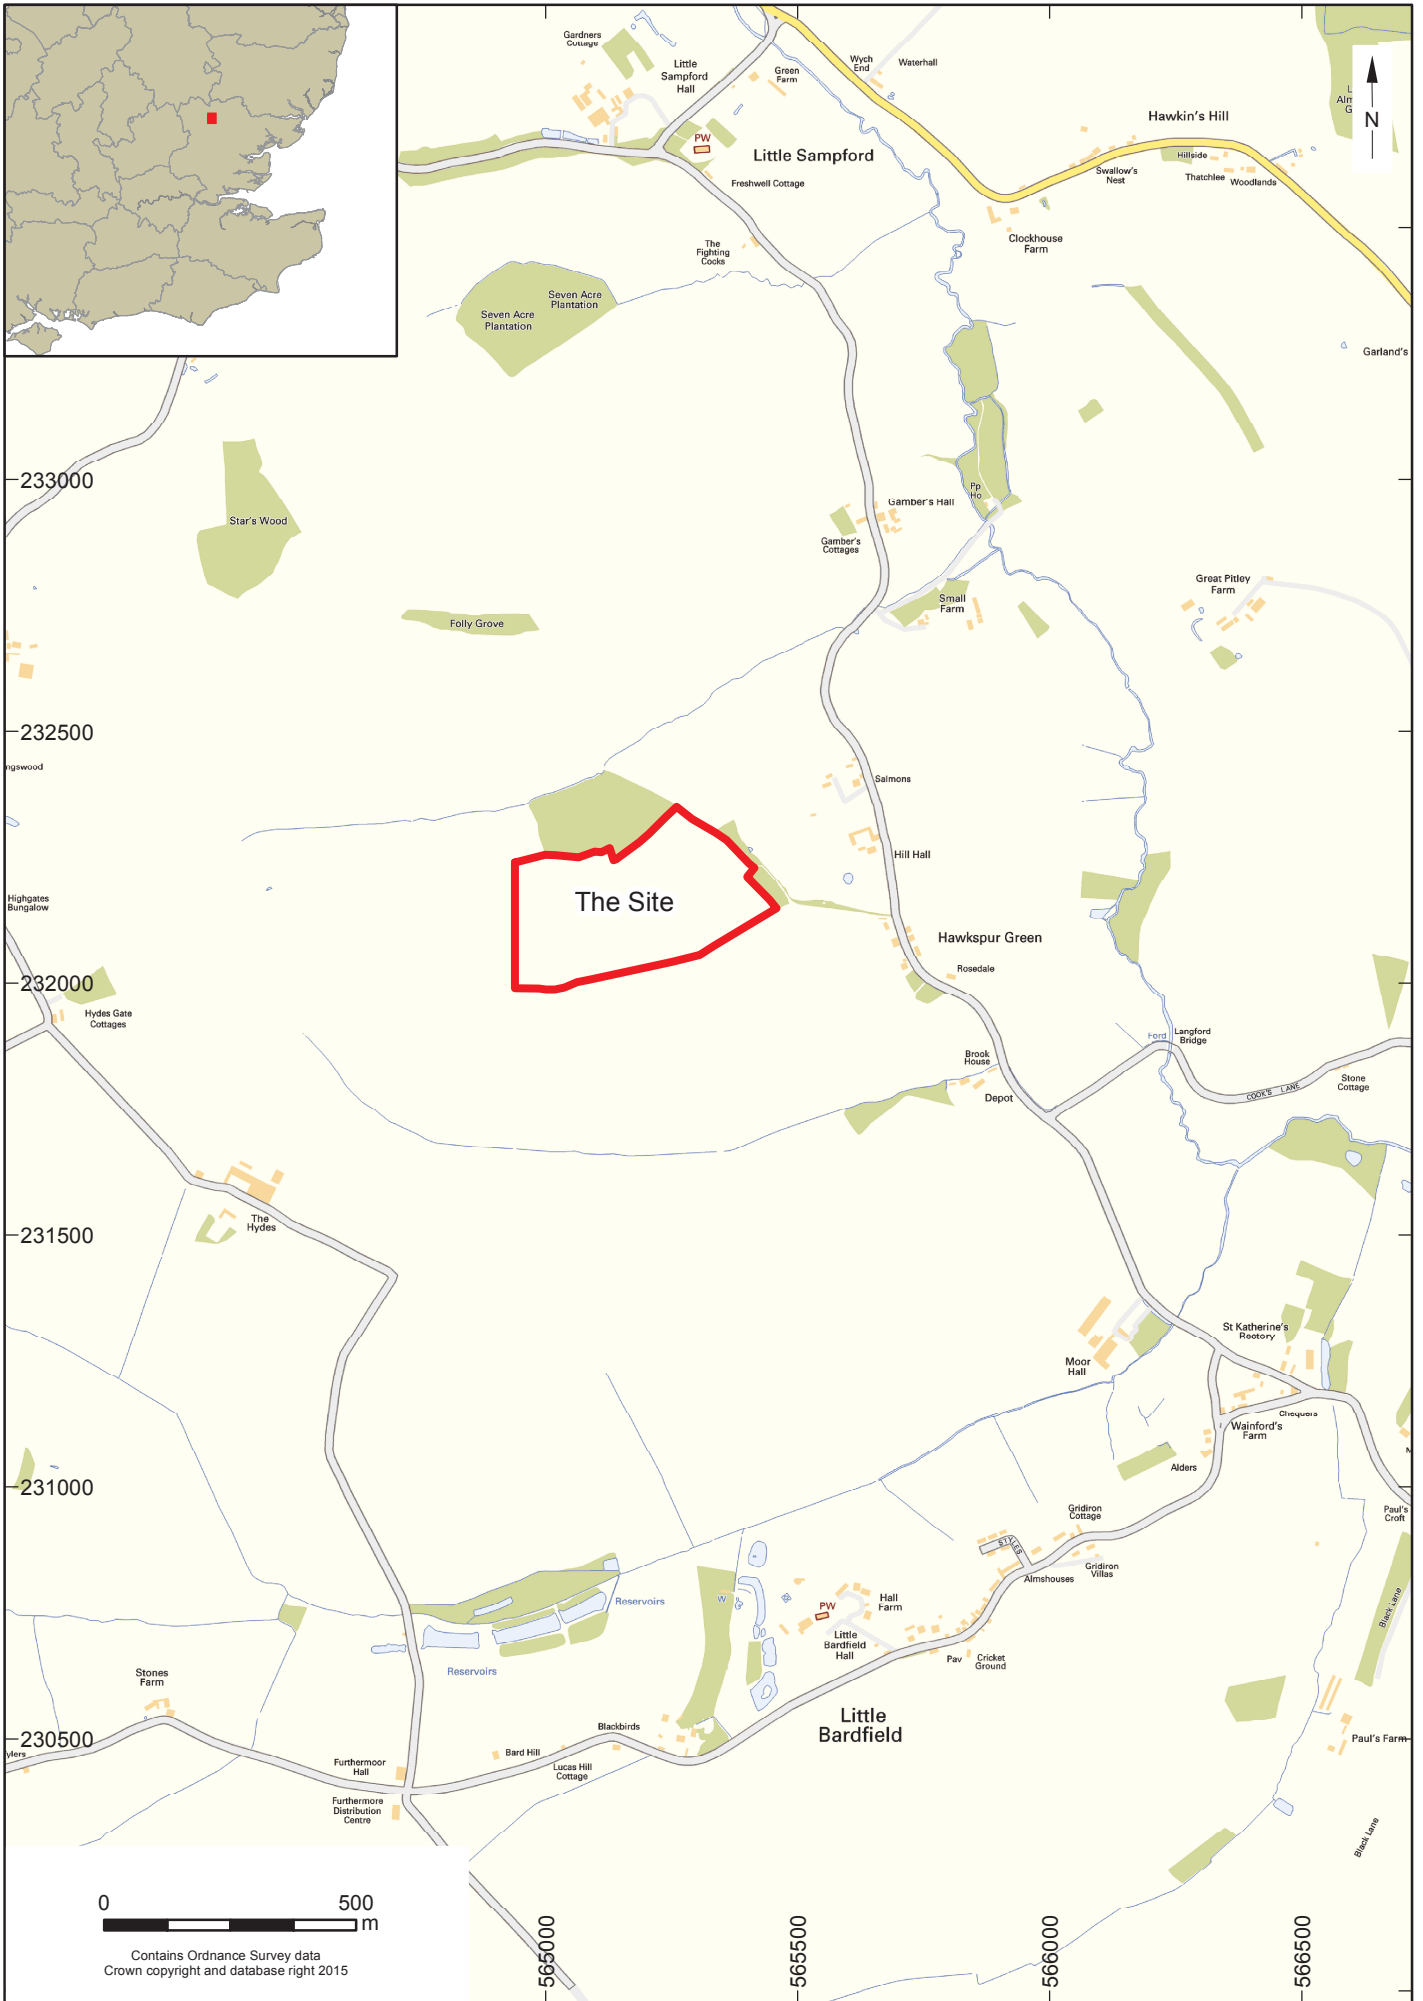 Gardners
Cottage
Little
Sampford
Hall
Green
Farm
Wych
End
Waterhall
N
Hawkin's Hill
PW
Little Sampford
Freshwell Cottage
Hillside
Swallow's
Nest
Thatchlee
Woodlands
The
Fighting
Cocks
Clockhouse
Farm
Seven Acre
Plantation
Seven Acre
Plantation
Garland's
233000
Star's Wood
Pp
Ho
Gamber's Hall
Gamber's
Cottages
Great Pitley
Farm
Small
Farm
Folly Grove
232500
ngswood
Salmons
Hill Hall
The Site
Highgates
Bungalow
Hawkspur Green
Rosedale
232000
Hydes Gate
Cottages
Ford
Langford
Bridge
Brook
House
Depot
COOK'S LANE
Stone
Cottage
The
Hydes
231500
St Katherine's
Rectory
Moor
Hall
Chequers
Wainford's
Farm
Alders
231000
Paul's
Croft
Gridiron
Cottage
STYLES
Almshouses
Gridiron
Villas
Reservoirs
W
PW
Hall
Farm
Black Lane
Little
Bardfield
Hall
Pav
Cricket
Ground
Reservoirs
Stones
Farm
Little
Bardfield
230500
ylers
Blackbirds
Bard Hill
Lucas Hill
Cottage
Furthermoor
Hall
Furthermore
Distribution
Centre
Paul's Farm
Black Lane
0 500
m
Contains Ordnance Survey data
Crown copyright and database right 2015
565000
565500
566000
566500